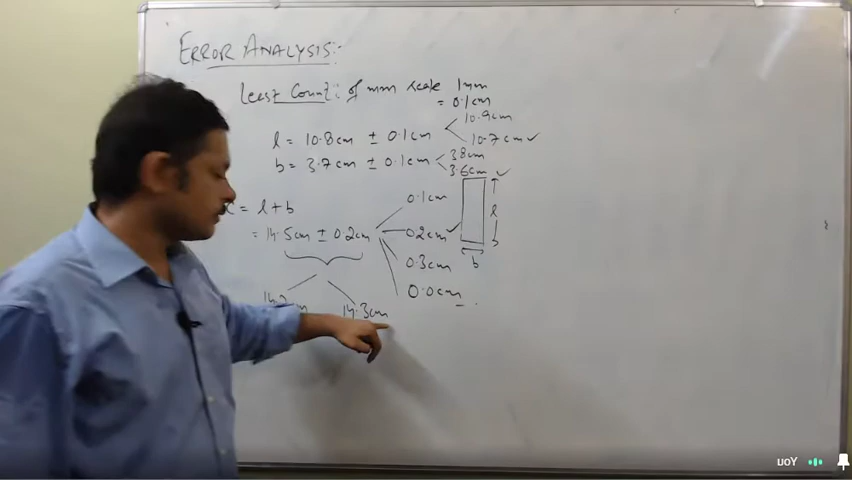 ERROR ANALYSIS:-
Least Count: of mm scale 1mm
= 0.1cm
10.9cm
l = 10.8cm ± 0.1cm
10.7cm ✓
b = 3.7cm ± 0.1cm
3.8cm
3.6cm ✓
= l + b
0.1cm
= 14.5cm ± 0.2cm
0.2cm ✓
l
b
b
0.3cm
0.0cm
14.3cm
You